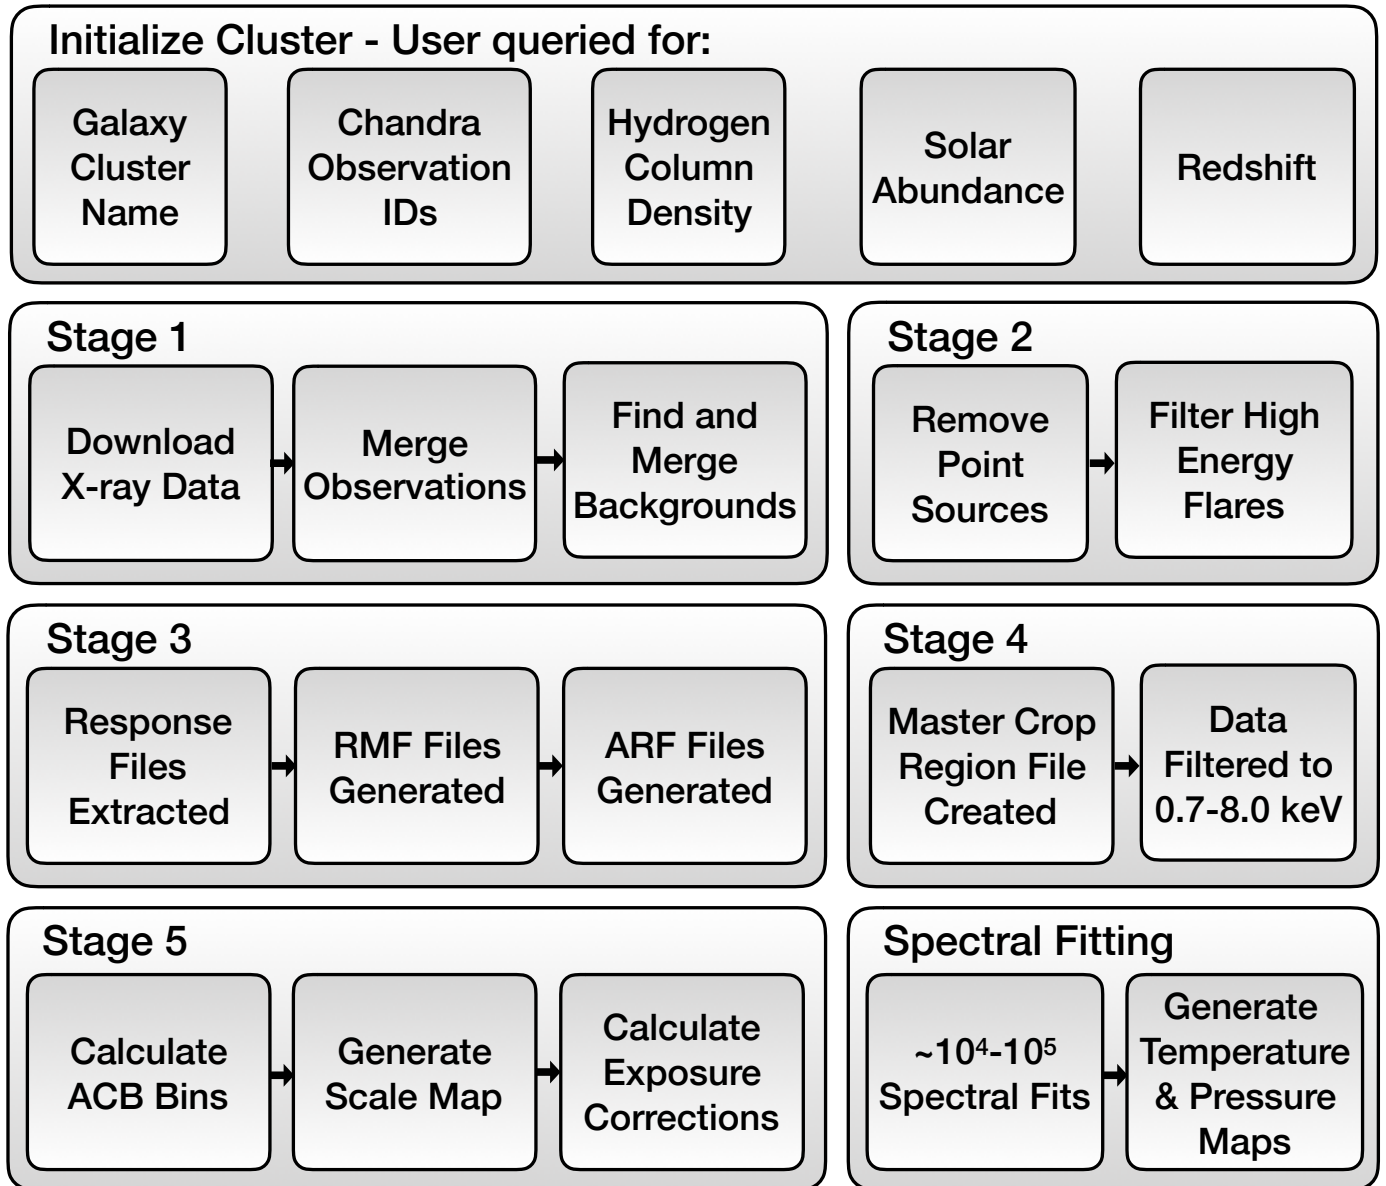 Initialize Cluster - User queried for:
Galaxy
Cluster
Name
Chandra
Observation
IDs
Hydrogen
Column
Density
Solar
Abundance
Redshift
Stage 1
Download
X-ray Data
Merge
Observations
Find and
Merge
Backgrounds
Stage 2
Remove
Point
Sources
Filter High
Energy
Flares
Stage 3
Response
Files
Extracted
RMF Files
Generated
ARF Files
Generated
Stage 4
Master Crop
Region File
Created
Data
Filtered to
0.7-8.0 keV
Stage 5
Calculate
ACB Bins
Generate
Scale Map
Calculate
Exposure
Corrections
Spectral Fitting
~10⁴-10⁵
Spectral Fits
Generate
Temperature
& Pressure
Maps